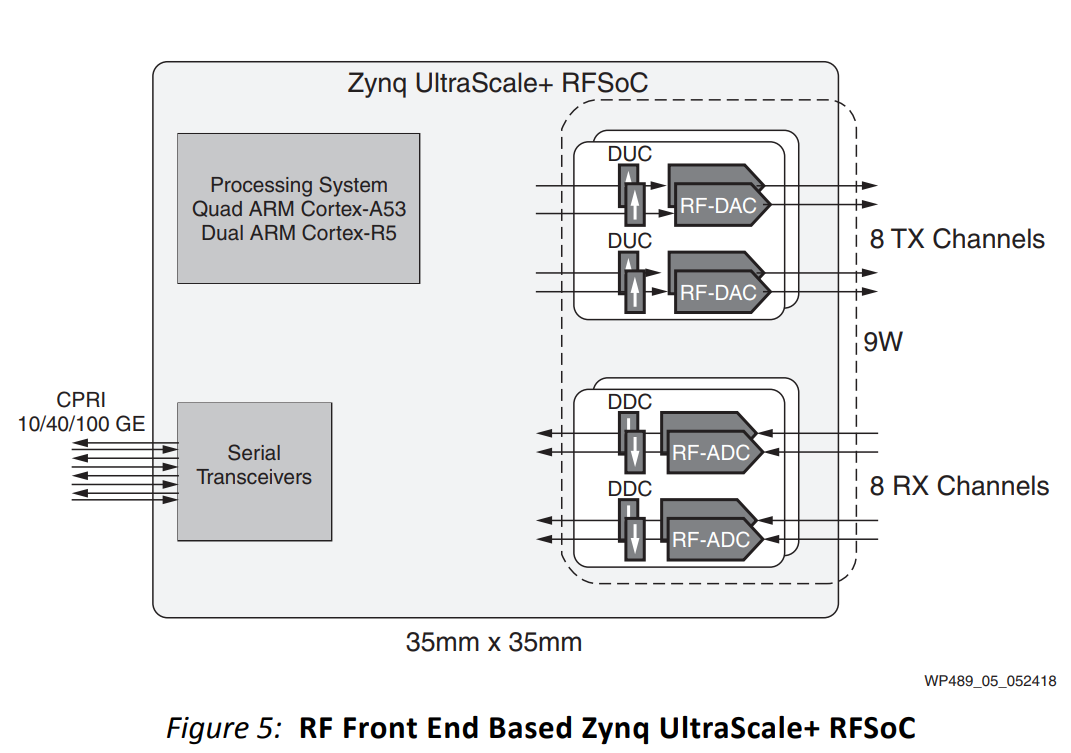 Zynq UltraScale+ RFSoC
Processing System
Quad ARM Cortex-A53
Dual ARM Cortex-R5
DUC
RF-DAC
DUC
RF-DAC
8 TX Channels
9W
CPRI
10/40/100 GE
Serial
Transceivers
DDC
RF-ADC
DDC
RF-ADC
8 RX Channels
35mm x 35mm
WP489_05_052418
Figure 5: RF Front End Based Zynq UltraScale+ RFSoC